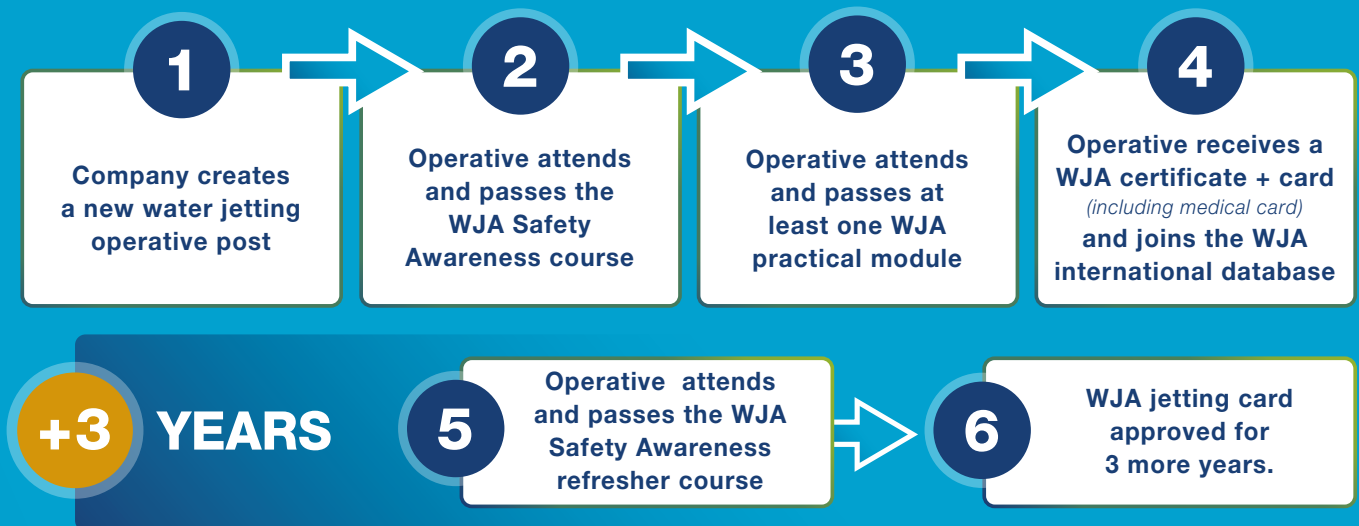 1
Company creates
a new water jetting
operative post
2
Operative attends
and passes the
WJA Safety
Awareness course
3
Operative attends
and passes at
least one WJA
practical module
4
Operative receives a
WJA certificate + card
(including medical card)
and joins the WJA
international database
+3 YEARS
5
Operative attends
and passes the WJA
Safety Awareness
refresher course
6
WJA jetting card
approved for
3 more years.